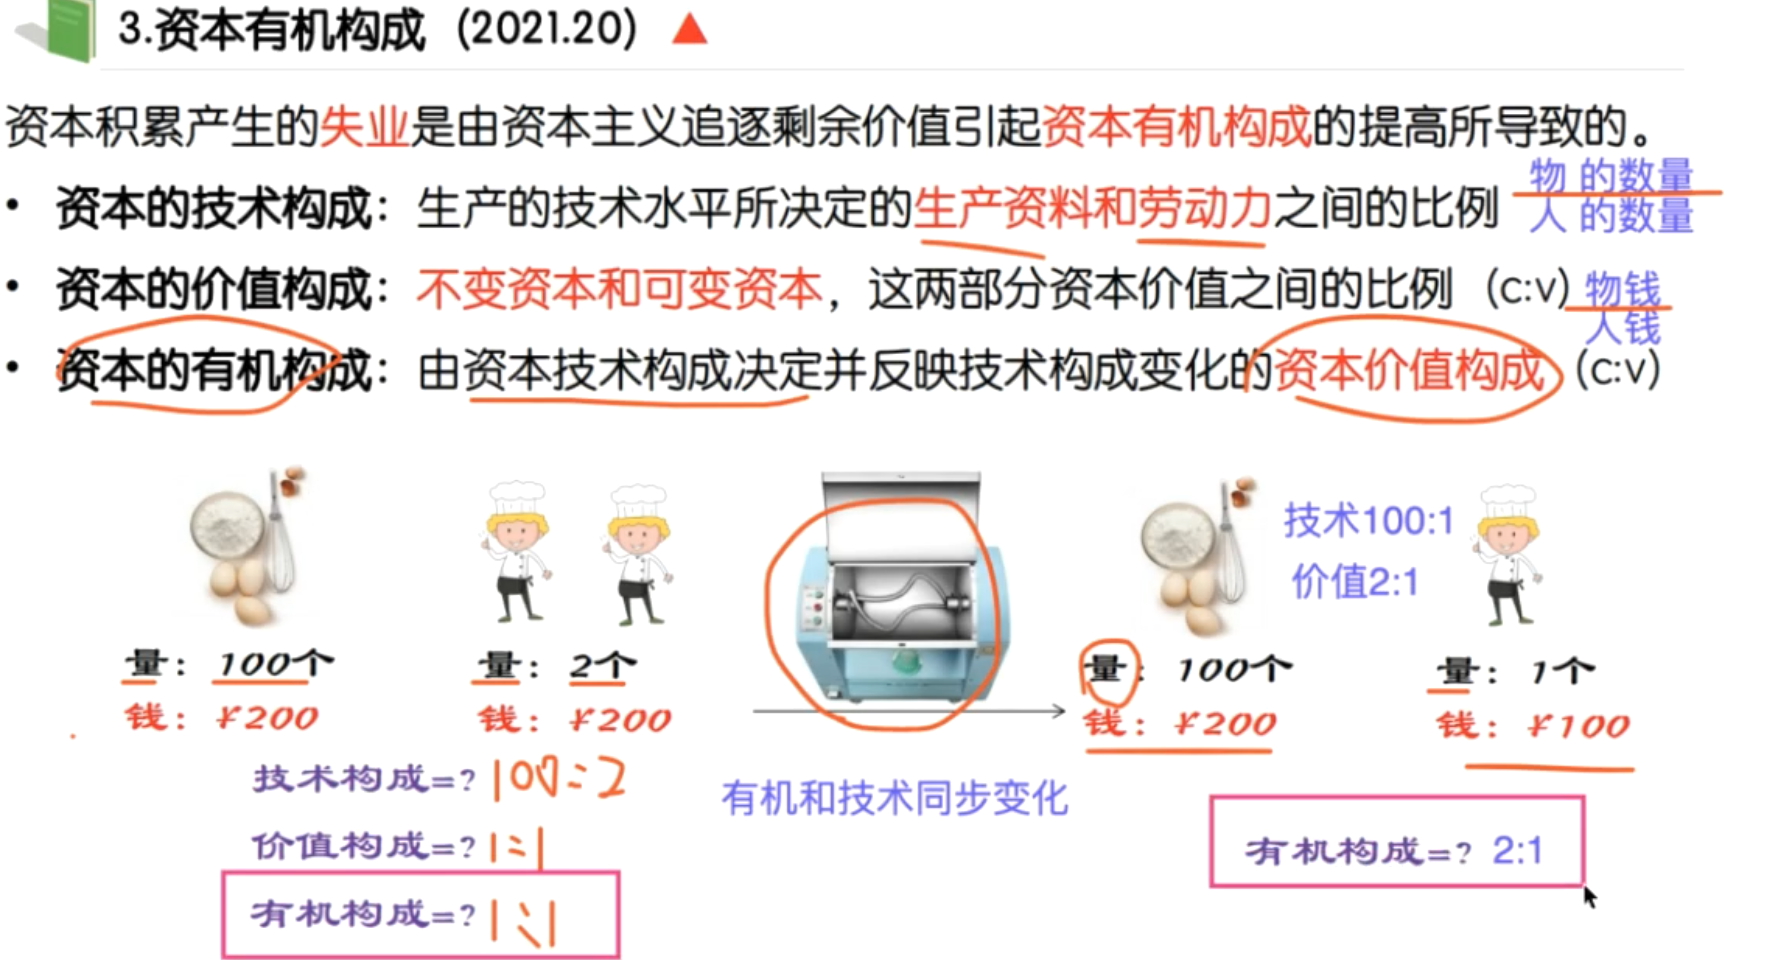 3.资本有机构成（2021.20）
资本积累产生的失业是由资本主义追逐剩余价值引起资本有机构成的提高所导致的。
• 资本的技术构成：生产的技术水平所决定的生产资料和劳动力之间的比例
物 的数量
人 的数量
• 资本的价值构成：不变资本和可变资本，这两部分资本价值之间的比例（c:v）
物钱
人钱
• 资本的有机构成：由资本技术构成决定并反映技术构成变化的资本价值构成（c:v）
技术100:1
价值2:1
量：100个
钱：¥200
量：2个
钱：¥200
量：100个
钱：¥200
量：1个
钱：¥100
技术构成=? 100:2
价值构成=? 1:1
有机构成=? 1:1
有机和技术同步变化
有机构成=? 2:1